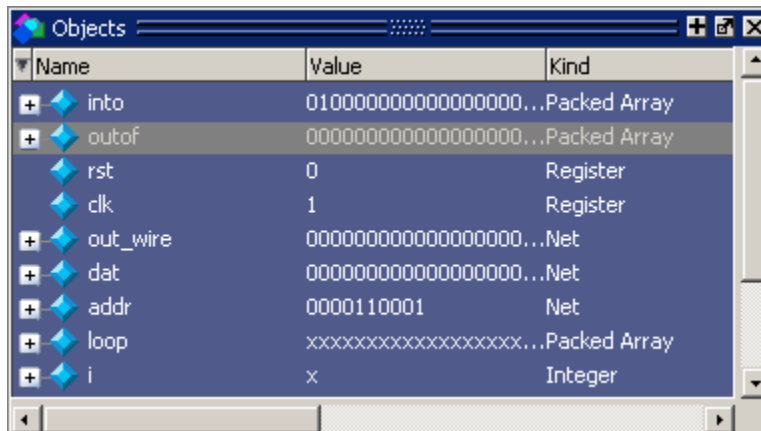 Objects
Name Value Kind
into 010000000000000000...Packed Array
outof 000000000000000000...Packed Array
rst 0 Register
clk 1 Register
out_wire 000000000000000000...Net
dat 000000000000000000...Net
addr 0000110001 Net
loop xxxxxxxxxxxxxxxxxx...Packed Array
i x Integer